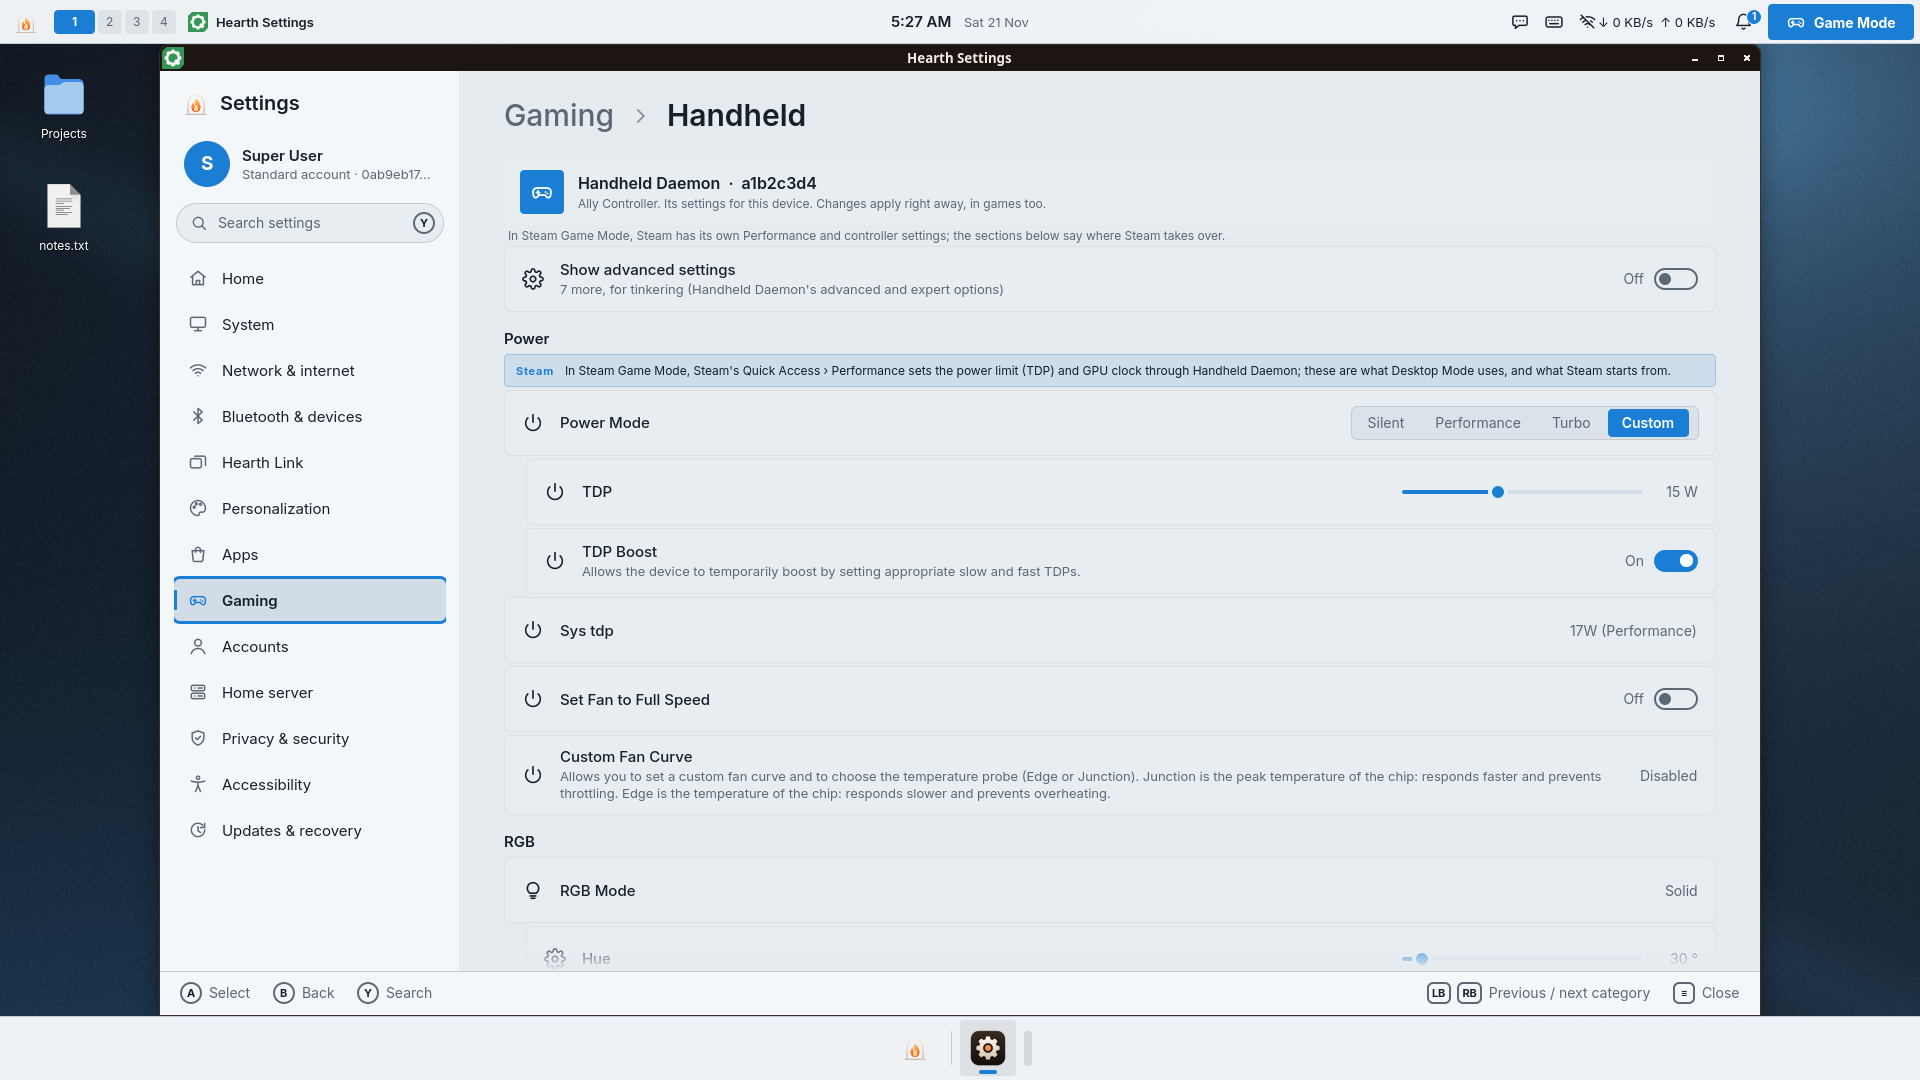 1
2
3
4
Hearth Settings
5:27 AM
Sat 21 Nov
↓ 0 KB/s ↑ 0 KB/s
1
Game Mode
Hearth Settings
Projects
notes.txt
Settings
S
Super User
Standard account · 0ab9eb17...
Search settings
Y
Home
System
Network & internet
Bluetooth & devices
Hearth Link
Personalization
Apps
Gaming
Accounts
Home server
Privacy & security
Accessibility
Updates & recovery
Gaming > Handheld
Handheld Daemon · a1b2c3d4
Ally Controller. Its settings for this device. Changes apply right away, in games too.
In Steam Game Mode, Steam has its own Performance and controller settings; the sections below say where Steam takes over.
Show advanced settings
7 more, for tinkering (Handheld Daemon's advanced and expert options)
Off
Power
Steam In Steam Game Mode, Steam's Quick Access › Performance sets the power limit (TDP) and GPU clock through Handheld Daemon; these are what Desktop Mode uses, and what Steam starts from.
Power Mode
Silent Performance Turbo Custom
TDP
15 W
TDP Boost
Allows the device to temporarily boost by setting appropriate slow and fast TDPs.
On
Sys tdp
17W (Performance)
Set Fan to Full Speed
Off
Custom Fan Curve
Allows you to set a custom fan curve and to choose the temperature probe (Edge or Junction). Junction is the peak temperature of the chip: responds faster and prevents
throttling. Edge is the temperature of the chip: responds slower and prevents overheating.
Disabled
RGB
RGB Mode
Solid
Hue
30 °
A Select
B Back
Y Search
LB RB Previous / next category
≡ Close